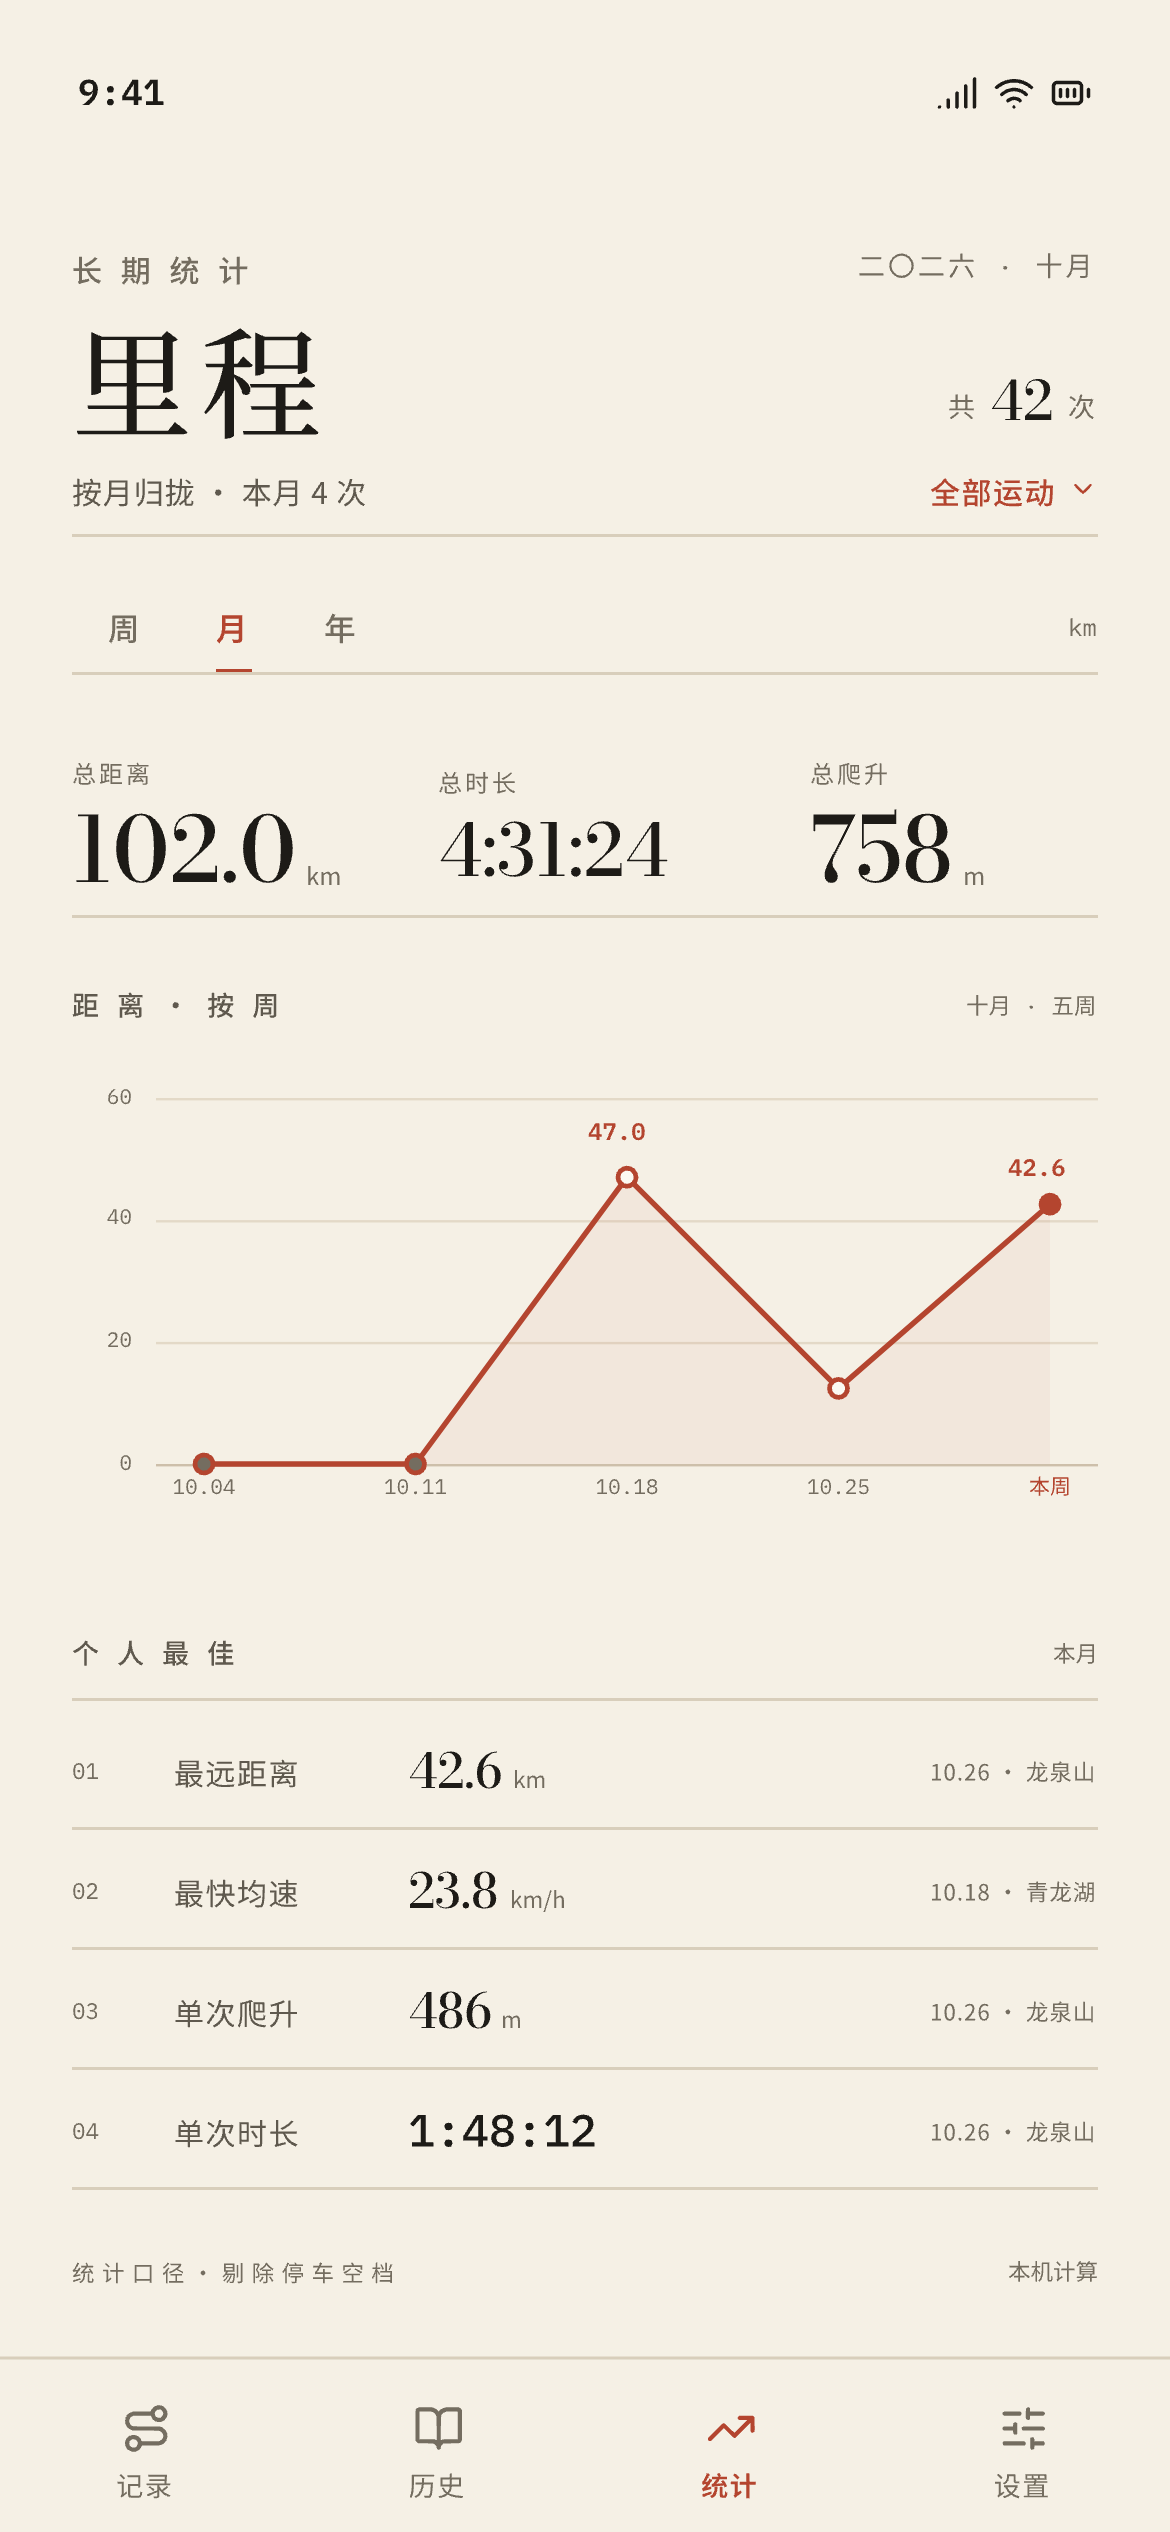 9:41
长期统计
二〇二六 · 十月
里程
共 42 次
按月归拢 · 本月 4 次
全部运动
周 月 年
km
总距离 总时长 总爬升
102.0 km 4:31:24 758 m
距离 · 按周
十月 · 五周
60
47.0
42.6
40
20
0
10.04 10.11 10.18 10.25 本周
个人最佳
本月
01 最远距离 42.6 km 10.26 · 龙泉山
02 最快均速 23.8 km/h 10.18 · 青龙湖
03 单次爬升 486 m 10.26 · 龙泉山
04 单次时长 1:48:12 10.26 · 龙泉山
统计口径 · 剔除停车空档
本机计算
记录 历史 统计 设置